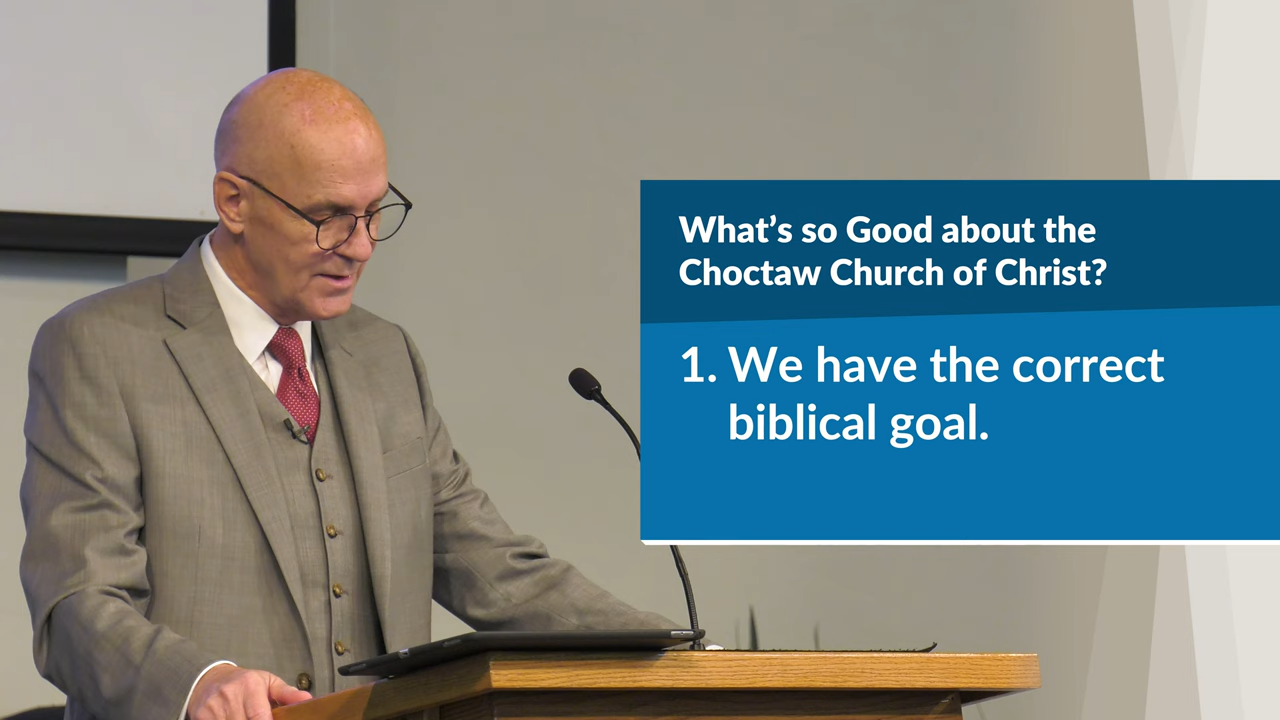 What’s so Good about the
Choctaw Church of Christ?
1. We have the correct
biblical goal.